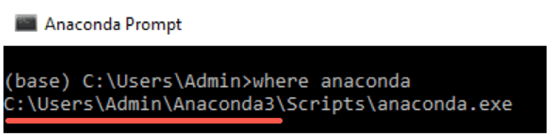 Anaconda Prompt
(base) C:\Users\Admin>where anaconda
C:\Users\Admin\Anaconda3\Scripts\anaconda.exe